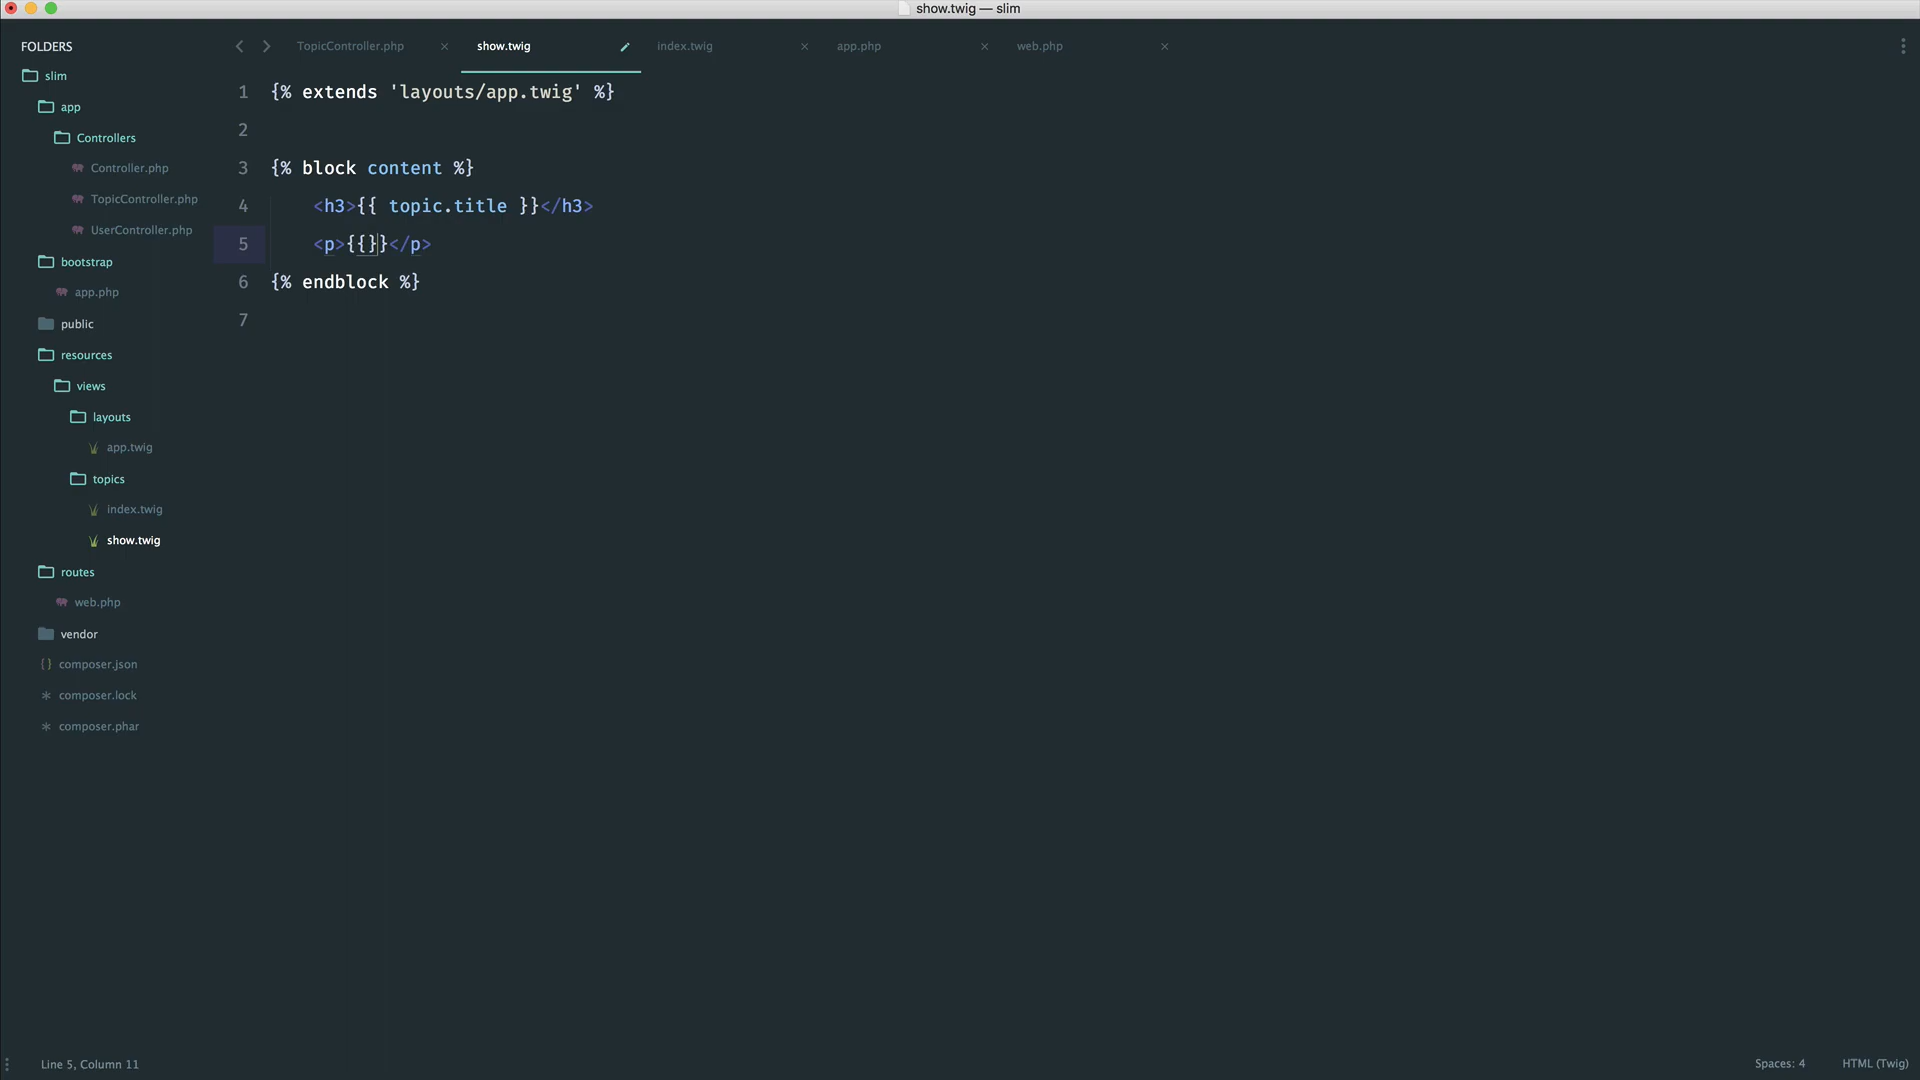 show.twig — slim
FOLDERS
slim
app
Controllers
Controller.php
TopicController.php
UserController.php
bootstrap
app.php
public
resources
views
layouts
app.twig
topics
index.twig
show.twig
routes
web.php
vendor
composer.json
composer.lock
composer.phar
TopicController.php
show.twig
index.twig
app.php
web.php
1 {% extends 'layouts/app.twig' %}
2
3 {% block content %}
4 <h3>{{ topic.title }}</h3>
5 <p>{{}}</p>
6 {% endblock %}
7
Line 5, Column 11
Spaces: 4
HTML (Twig)